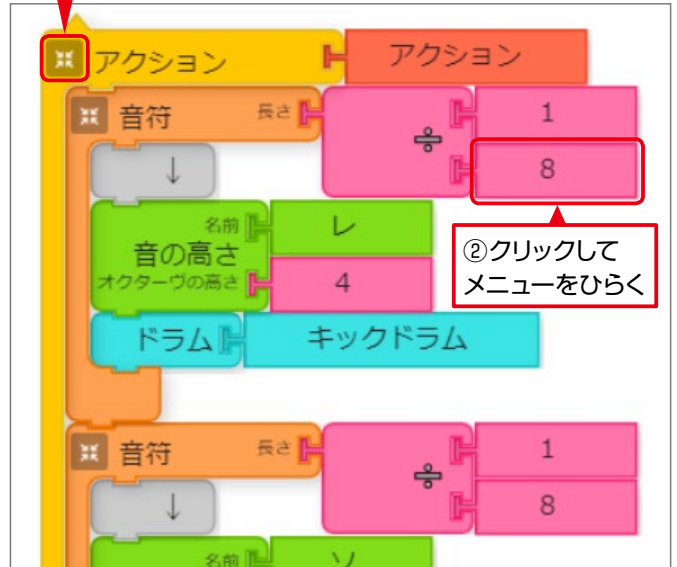 アクション アクション
音符 長さ 1
÷
↓ 8
名前 レ
音の高さ
オクターヴの高さ 4
②クリックして
メニューをひらく
ドラム キックドラム
音符 長さ 1
÷
↓ 8
名前 ソ